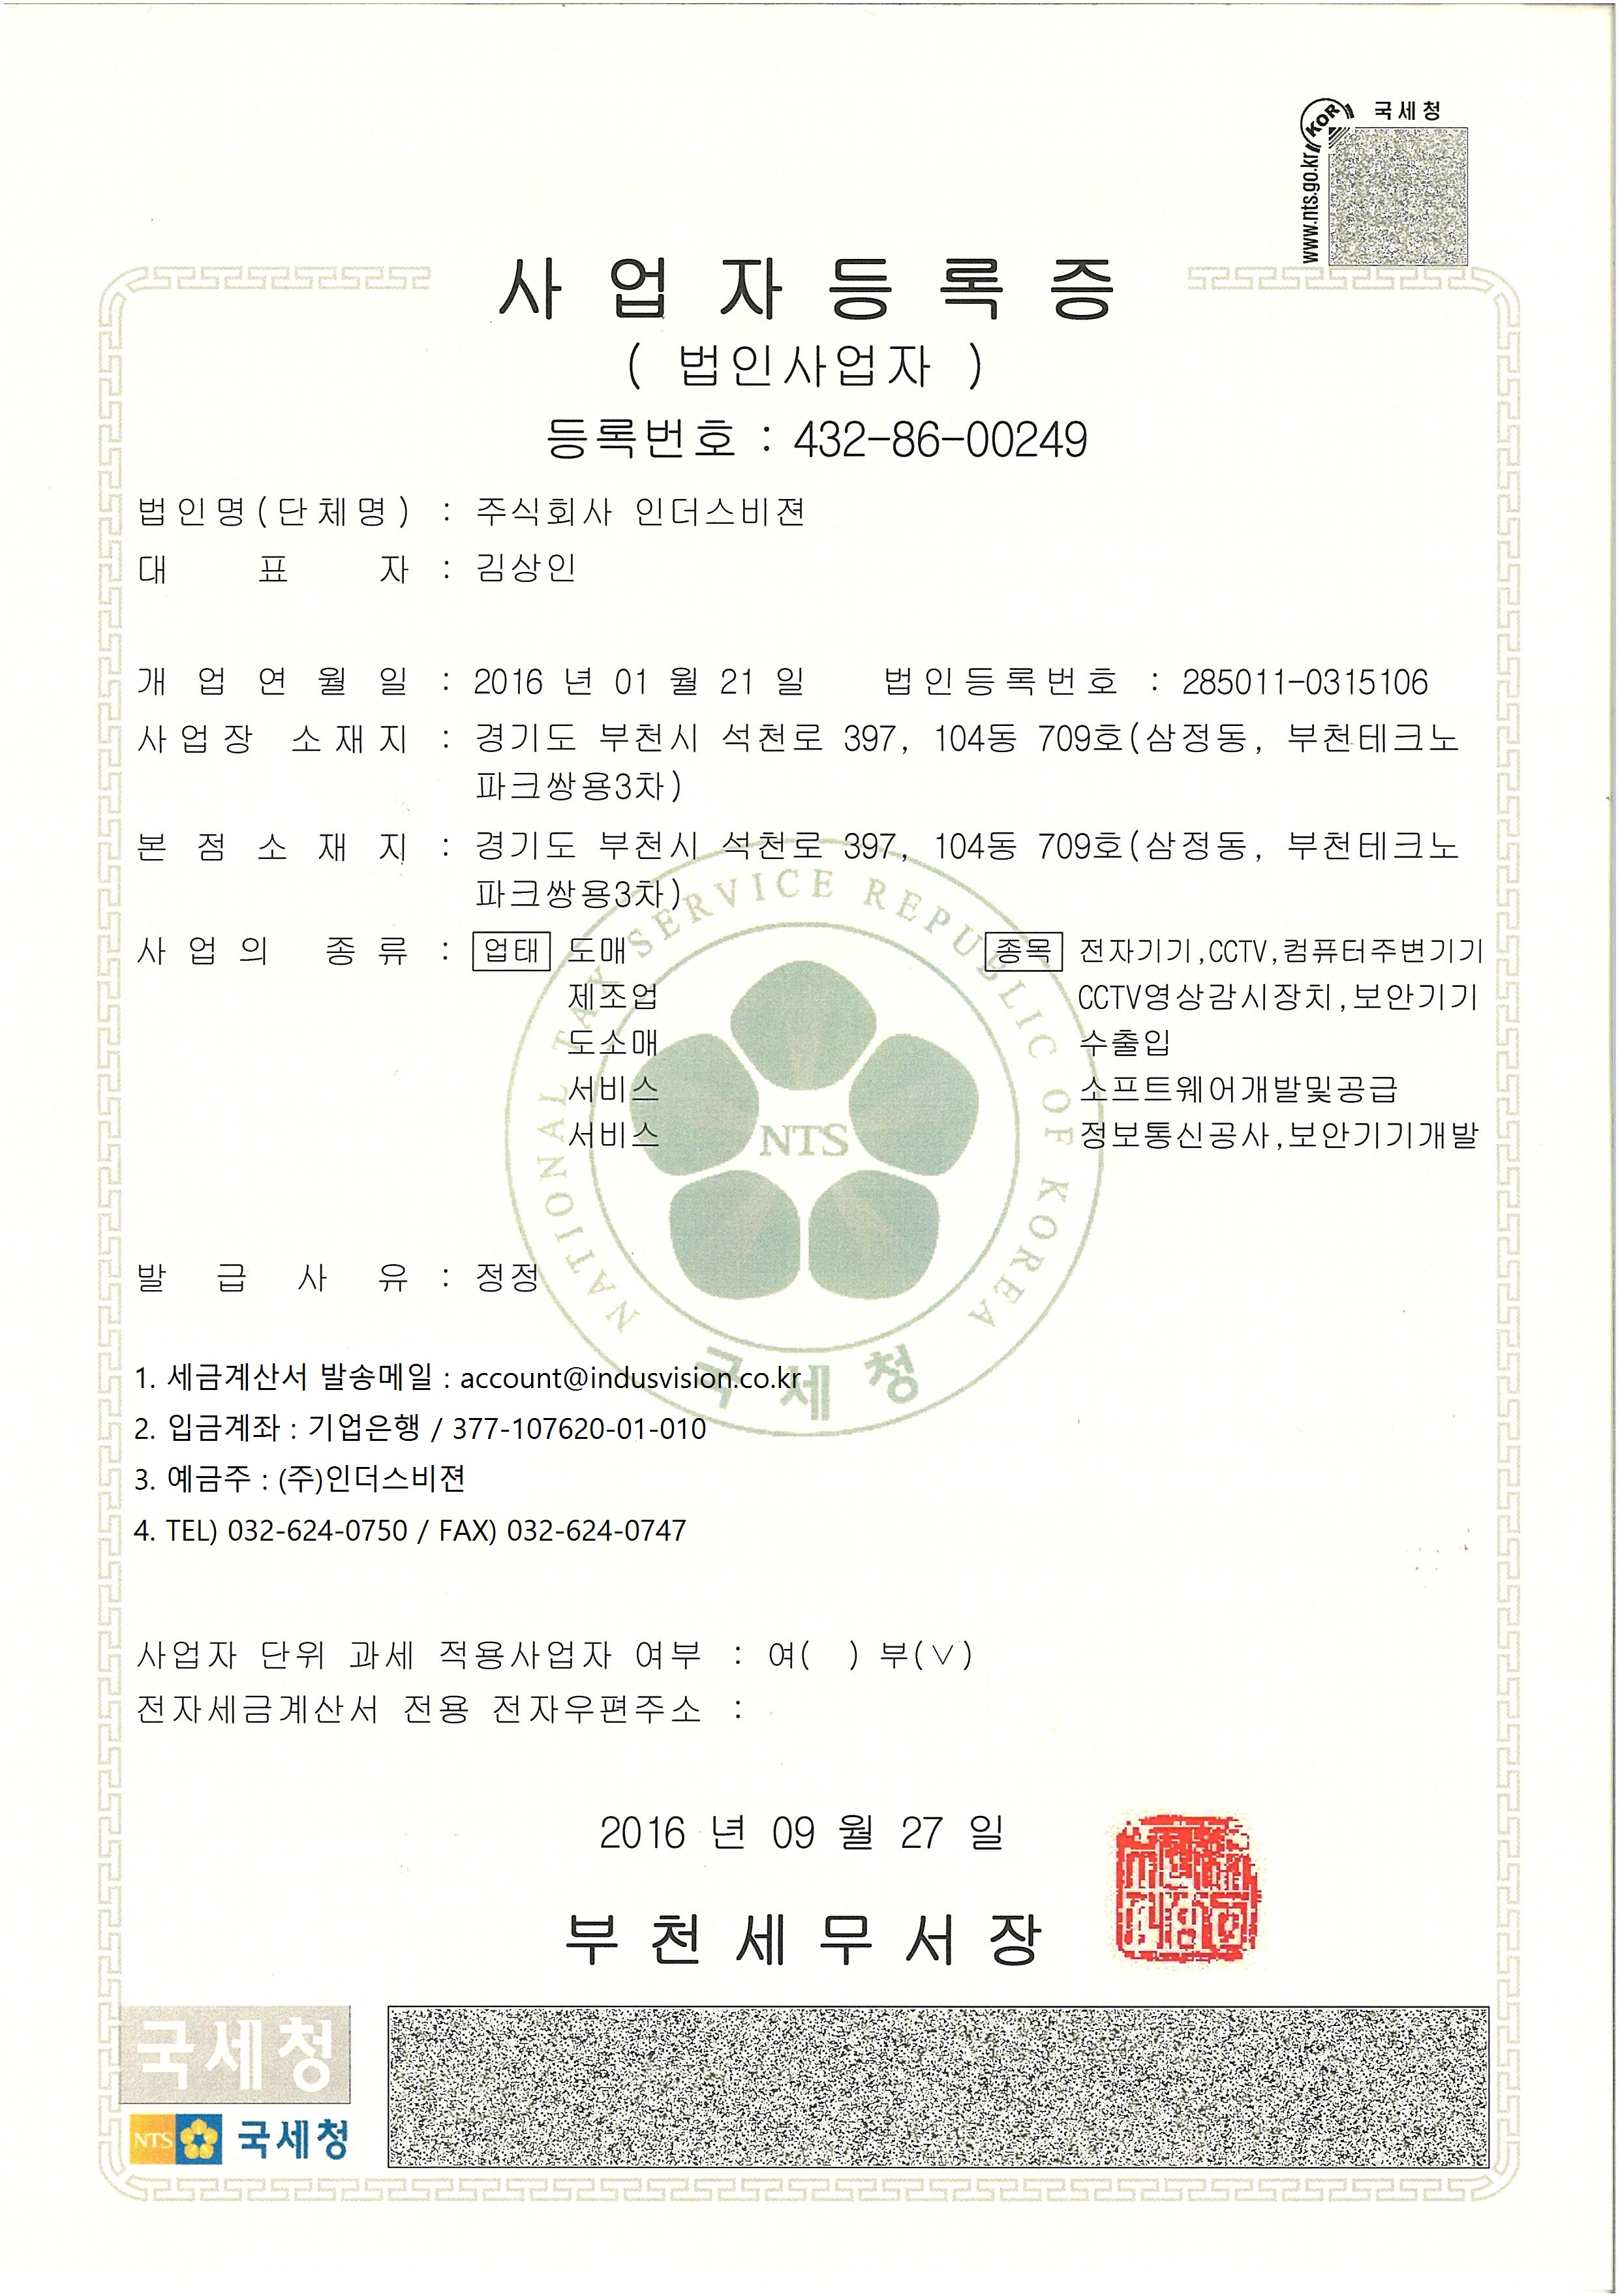 국세청
KOR
www.nts.go.kr
사업자등록증
( 법인사업자 )
등록번호 : 432-86-00249
법인명(단체명) : 주식회사 인더스비젼
대 표 자 : 김상인
개 업 연 월 일 : 2016 년 01 월 21 일 법인등록번호 : 285011-0315106
사업장 소재지 : 경기도 부천시 석천로 397, 104동 709호(삼정동, 부천테크노
파크쌍용3차)
본 점 소 재 지 : 경기도 부천시 석천로 397, 104동 709호(삼정동, 부천테크노
파크쌍용3차)
사 업 의 종 류 : 업태 도매 종목 전자기기,CCTV,컴퓨터주변기기
제조업 CCTV영상감시장치,보안기기
도소매 수출입
서비스 소프트웨어개발및공급
서비스 정보통신공사,보안기기개발
NATIONAL TAX SERVICE REPUBLIC OF KOREA
NTS
국세청
발 급 사 유 : 정정
1. 세금계산서 발송메일 : account@indusvision.co.kr
2. 입금계좌 : 기업은행 / 377-107620-01-010
3. 예금주 : (주)인더스비젼
4. TEL) 032-624-0750 / FAX) 032-624-0747
사업자 단위 과세 적용사업자 여부 : 여( ) 부(∨)
전자세금계산서 전용 전자우편주소 :
2016 년 09 월 27 일
부천세무서장
국세청
NTS 국세청